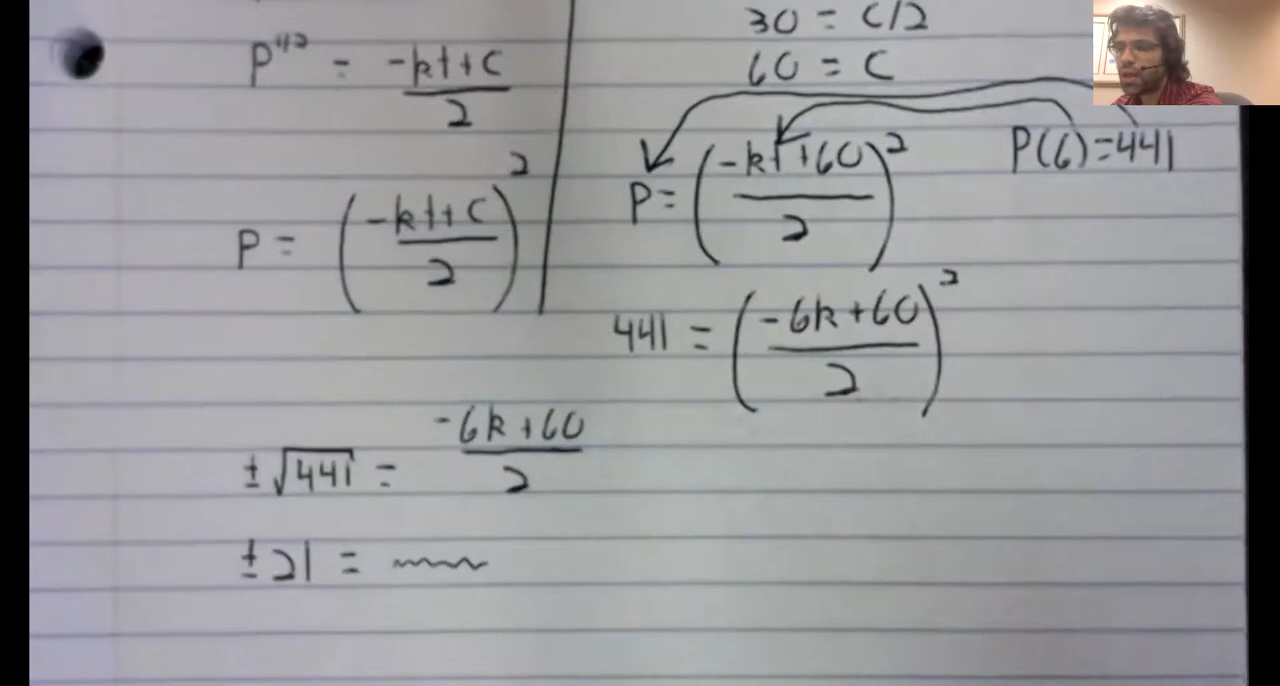 P^1/2 = (-kt+C)/2
P = ((-kt+C)/2)^2
30 = C/2
60 = C
P = ((-kt+60)/2)^2 P(6)=441
441 = ((-6k+60)/2)^2
±√441 = (-6k+60)/2
±21 =